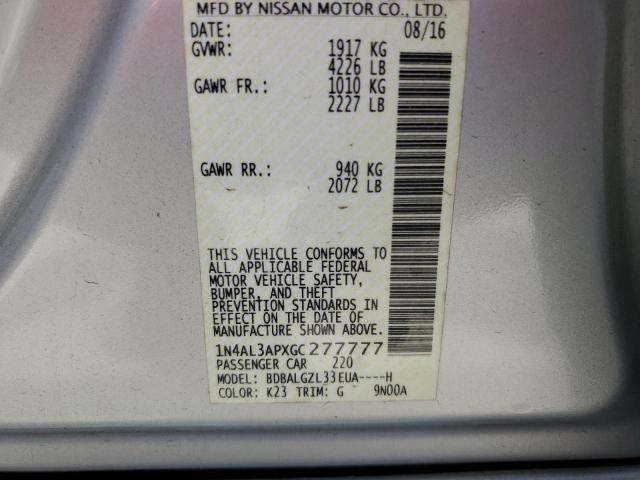 MFD BY NISSAN MOTOR CO., LTD.
DATE: 08/16
GVWR: 1917 KG
4226 LB
GAWR FR.: 1010 KG
2227 LB
GAWR RR.: 940 KG
2072 LB
THIS VEHICLE CONFORMS TO
ALL APPLICABLE FEDERAL
MOTOR VEHICLE SAFETY,
BUMPER, AND THEFT
PREVENTION STANDARDS IN
EFFECT ON THE DATE OF
MANUFACTURE SHOWN ABOVE.
1N4AL3APXGC277777
PASSENGER CAR 220
MODEL: BDBALGZL33EUA----H
COLOR: K23 TRIM: G 9N00A